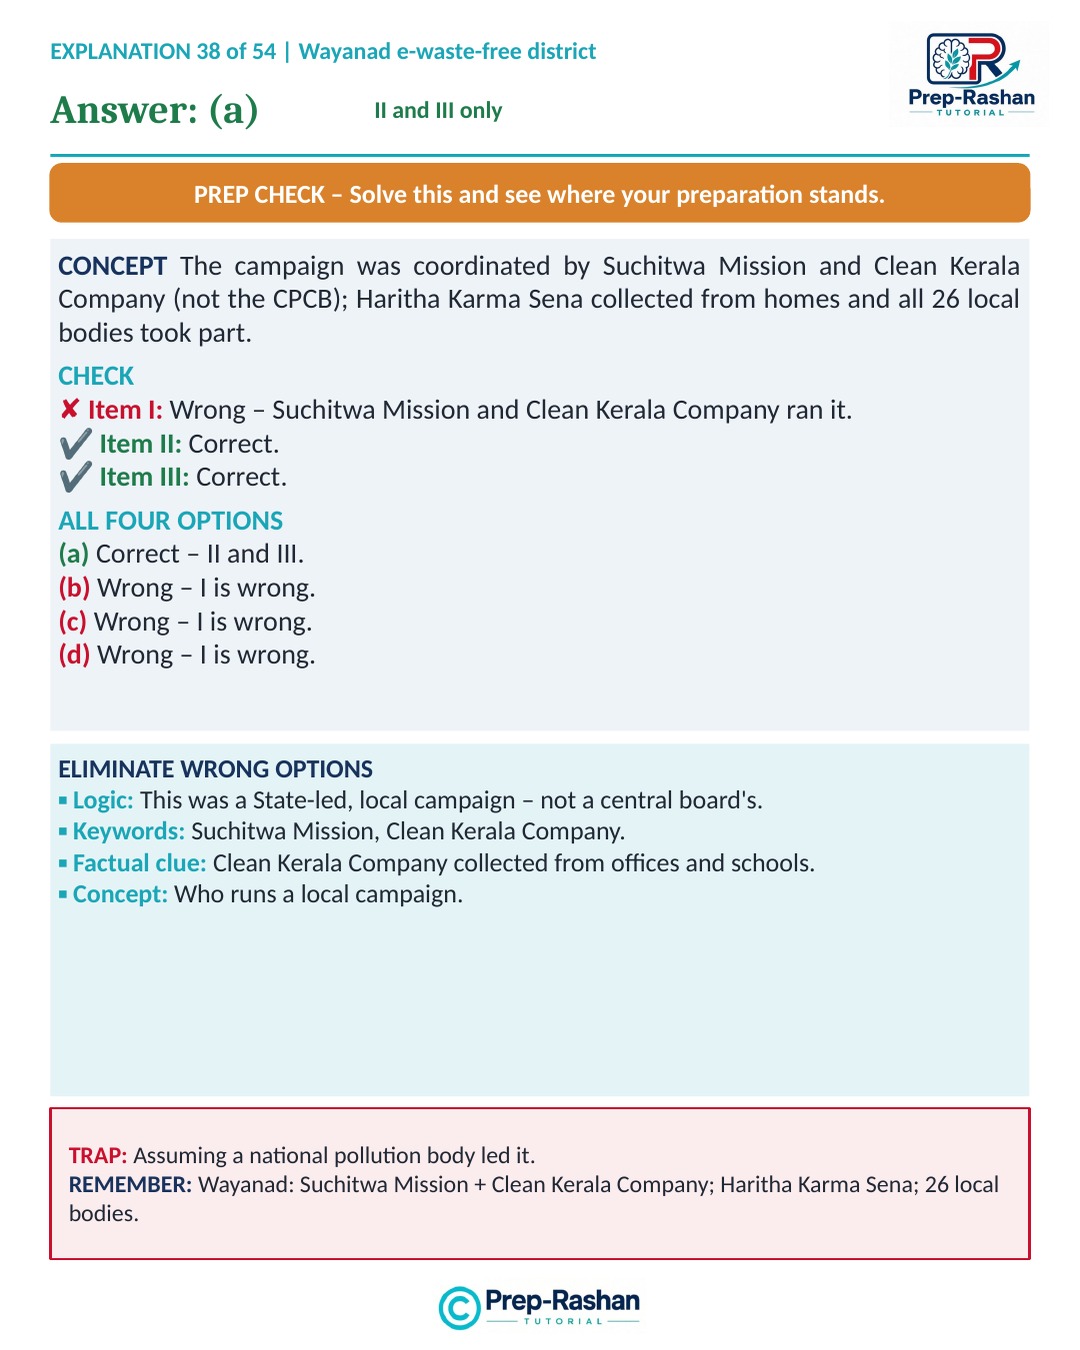 EXPLANATION 38 of 54 | Wayanad e-waste-free district
Prep-Rashan
TUTORIAL
Answer: (a)
II and III only
PREP CHECK – Solve this and see where your preparation stands.
CONCEPT The campaign was coordinated by Suchitwa Mission and Clean Kerala
Company (not the CPCB); Haritha Karma Sena collected from homes and all 26 local
bodies took part.
CHECK
✘ Item I: Wrong – Suchitwa Mission and Clean Kerala Company ran it.
✔ Item II: Correct.
✔ Item III: Correct.
ALL FOUR OPTIONS
(a) Correct – II and III.
(b) Wrong – I is wrong.
(c) Wrong – I is wrong.
(d) Wrong – I is wrong.
ELIMINATE WRONG OPTIONS
▪ Logic: This was a State-led, local campaign – not a central board's.
▪ Keywords: Suchitwa Mission, Clean Kerala Company.
▪ Factual clue: Clean Kerala Company collected from offices and schools.
▪ Concept: Who runs a local campaign.
TRAP: Assuming a national pollution body led it.
REMEMBER: Wayanad: Suchitwa Mission + Clean Kerala Company; Haritha Karma Sena; 26 local
bodies.
© Prep-Rashan
TUTORIAL